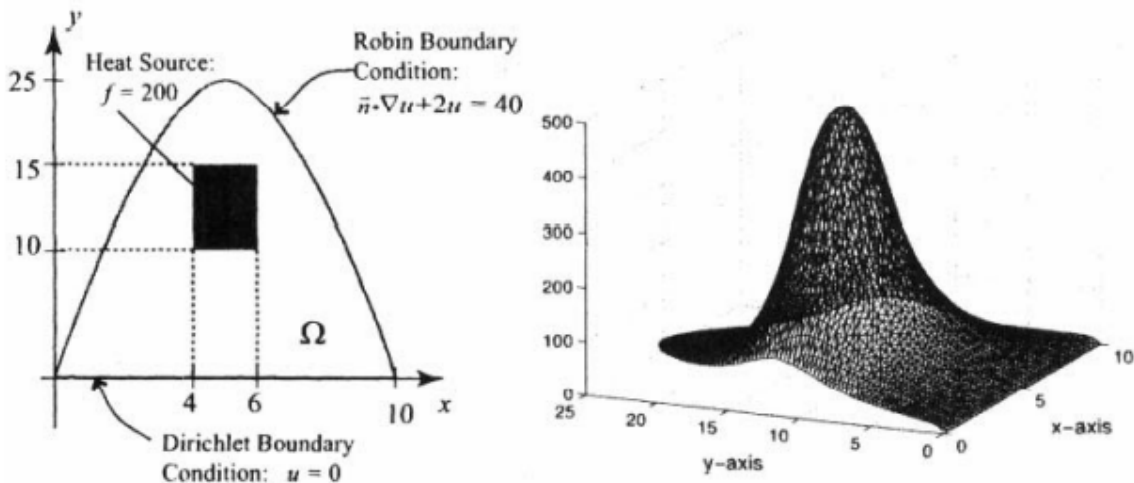 y
25
15
10
Heat Source:
f = 200
Robin Boundary
Condition:
n⃗·∇u+2u = 40
Ω
4
6
10
x
Dirichlet Boundary
Condition: u = 0
500
400
300
200
100
0
25
20
15
10
5
0
y-axis
0
5
10
x-axis